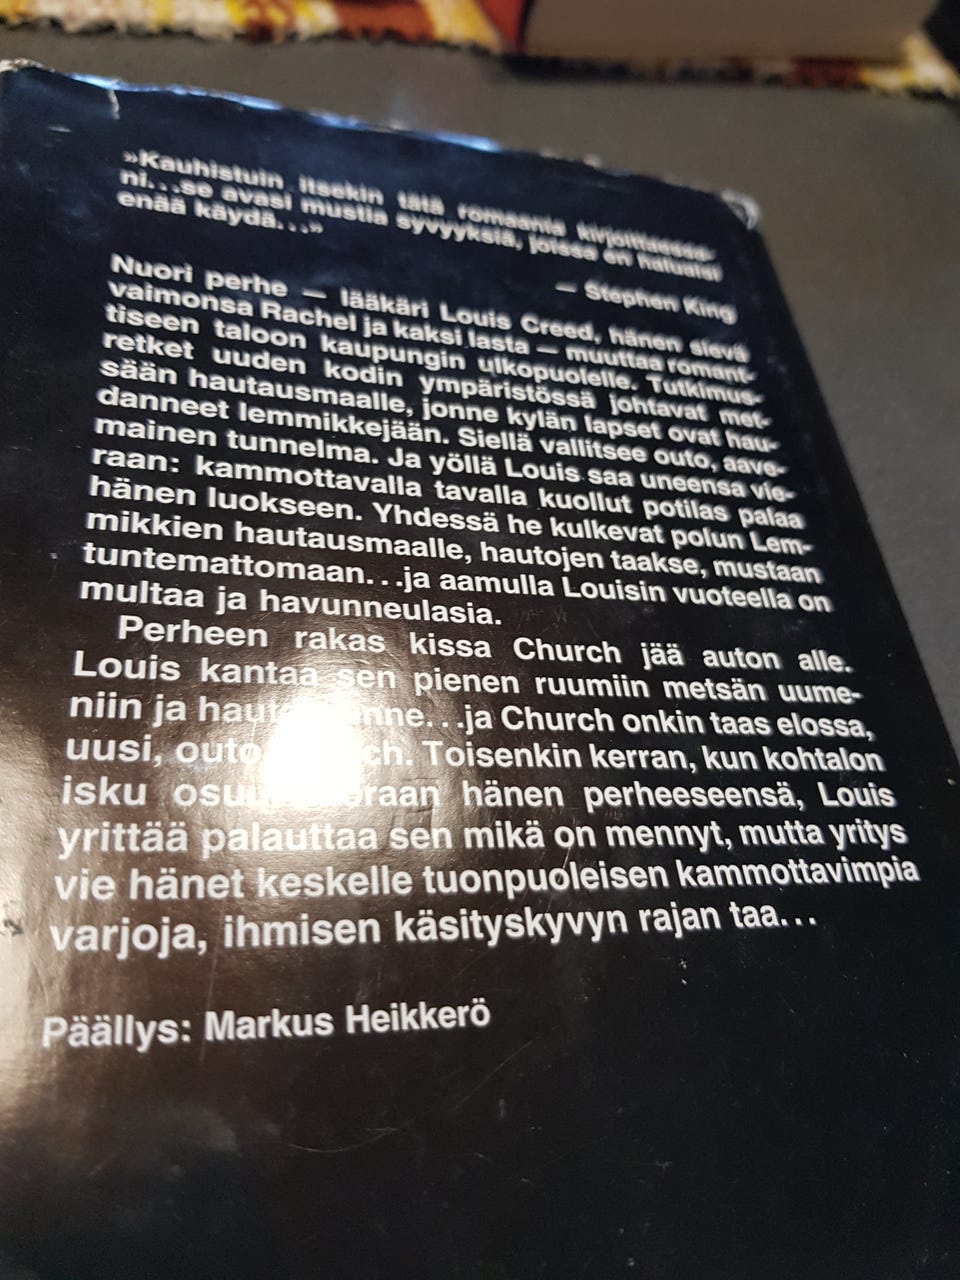 »Kauhistuin itsekin tätä romaania kirjoittaessa-
ni...se avasi mustia syvyyksiä, joissa en haluaisi
enää käydä...»
— Stephen King
Nuori perhe — lääkäri Louis Creed, hänen sievä
vaimonsa Rachel ja kaksi lasta — muuttaa romant-
tiseen taloon kaupungin ulkopuolelle. Tutkimus-
retket uuden kodin ympäristössä johtavat met-
sään hautausmaalle, jonne kylän lapset ovat hau-
danneet lemmikkejään. Siellä vallitsee outo, aave-
mainen tunnelma. Ja yöllä Louis saa uneensa vie-
raan: kammottavalla tavalla kuollut potilas palaa
hänen luokseen. Yhdessä he kulkevat polun Lem-
mikkien hautausmaalle, hautojen taakse, mustaan
tuntemattomaan...ja aamulla Louisin vuoteella on
multaa ja havunneulasia.
Perheen rakas kissa Church jää auton alle.
Louis kantaa sen pienen ruumiin metsän uume-
niin ja ...ja Church onkin taas elossa,
uusi, outo Toisenkin kerran, kun kohtalon
isku hänen perheeseensä, Louis
yrittää palauttaa sen mikä on mennyt, mutta yritys
vie hänet keskelle tuonpuoleisen kammottavimpia
varjoja, ihmisen käsityskyvyn rajan taa...
Päällys: Markus Heikkerö